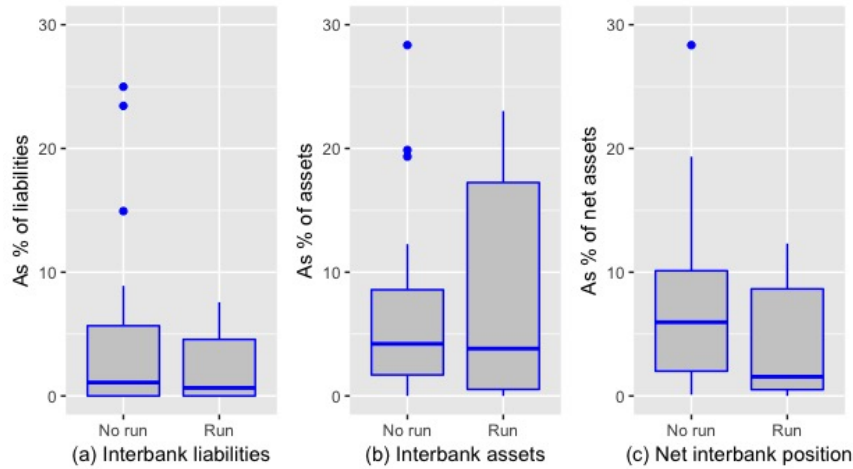 30
20
10
0
As % of liabilities
No run
Run
(a) Interbank liabilities
30
20
10
0
As % of assets
No run
Run
(b) Interbank assets
30
20
10
0
As % of net assets
No run
Run
(c) Net interbank position